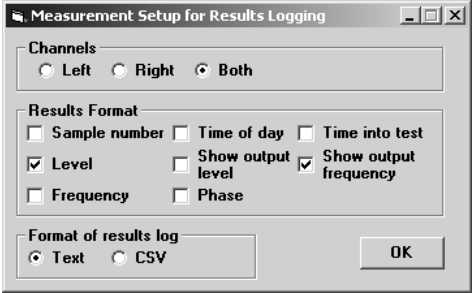 Measurement Setup for Results Logging
Channels
Left Right Both
Results Format
Sample number Time of day Time into test
Level Show output level Show output frequency
Frequency Phase
Format of results log
Text CSV
OK